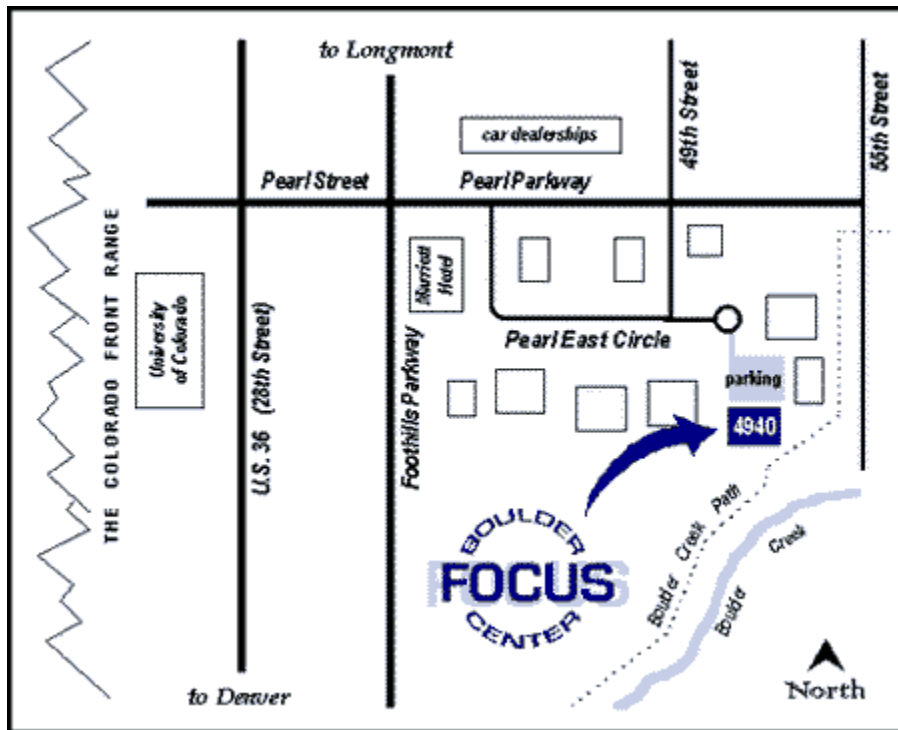 to Longmont
49th Street
55th Street
car dealerships
Pearl Street
Pearl Parkway
THE COLORADO FRONT RANGE
University
of Colorado
U.S. 36 (28th Street)
Foothills Parkway
Marriott
Hotel
Pearl East Circle
parking
4940
BOULDER
FOCUS
CENTER
Boulder Creek Path
Boulder Creek
to Denver
North